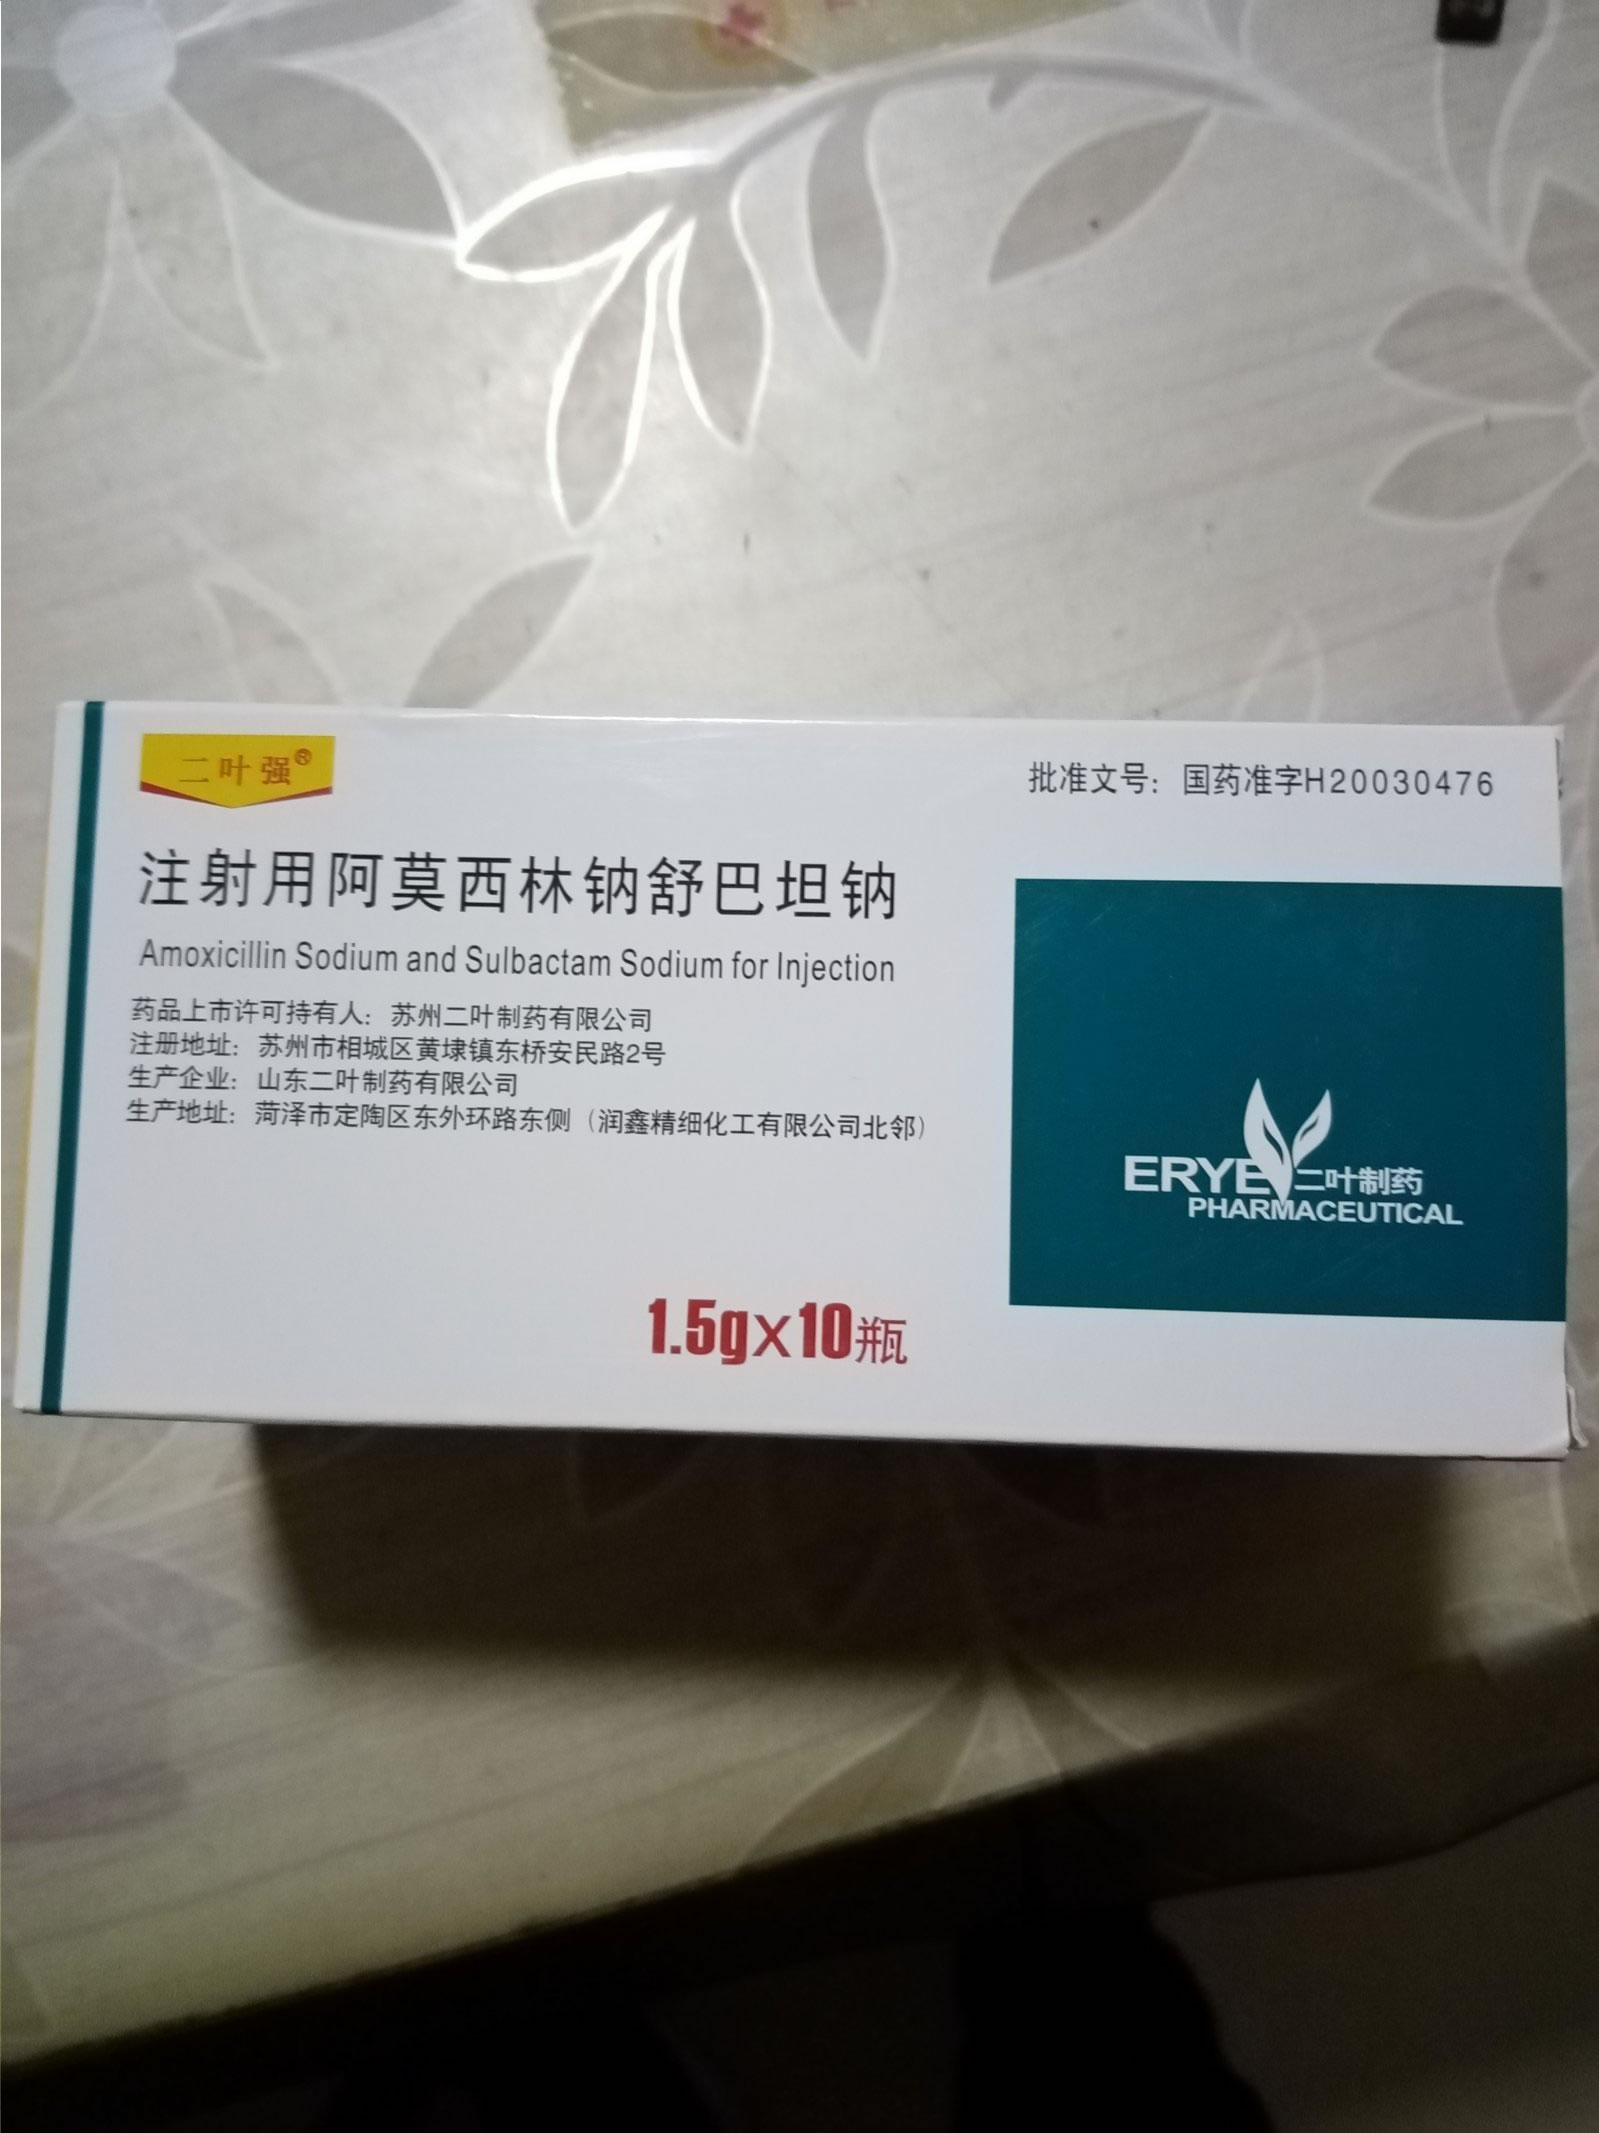 二叶强®
批准文号：国药准字H20030476
注射用阿莫西林钠舒巴坦钠
Amoxicillin Sodium and Sulbactam Sodium for Injection
药品上市许可持有人：苏州二叶制药有限公司
注册地址：苏州市相城区黄埭镇东桥安民路2号
生产企业：山东二叶制药有限公司
生产地址：菏泽市定陶区东外环路东侧（润鑫精细化工有限公司北邻）
ERYE 二叶制药
PHARMACEUTICAL
1.5g×10瓶